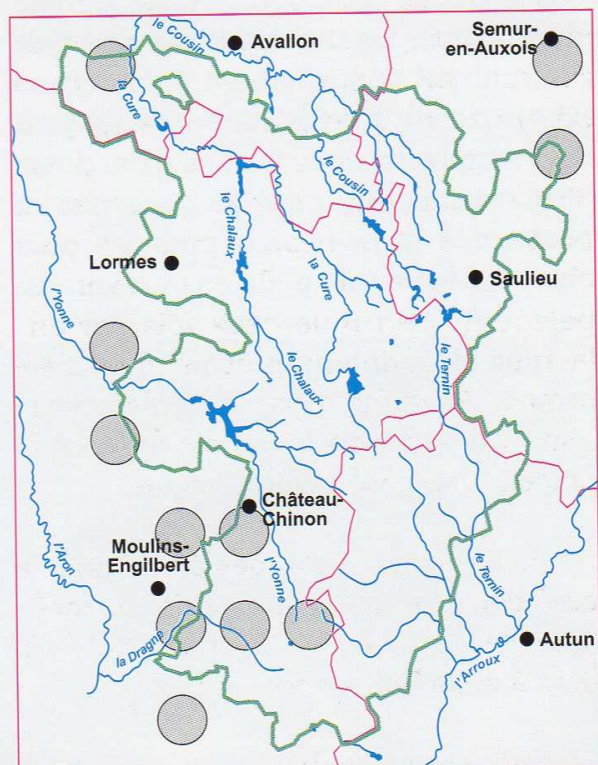 le Cousin
Avallon
Semur-
en-Auxois
la Cure
le Cousin
le Chalaux
Lormes
la Cure
Saulieu
l'Yonne
le Ternin
le Chalaux
Château-
Chinon
Moulins-
Engilbert
l'Aron
l'Yonne
le Ternin
la Dragne
Autun
l'Arroux